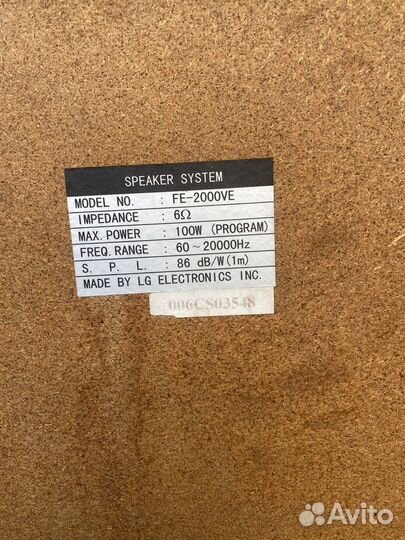 SPEAKER SYSTEM
MODEL NO. : FE-2000VE
IMPEDANCE : 6Ω
MAX. POWER : 100W (PROGRAM)
FREQ. RANGE : 60~20000Hz
S. P. L. : 86 dB/W(1m)
MADE BY LG ELECTRONICS INC.
006CS03548
Avito